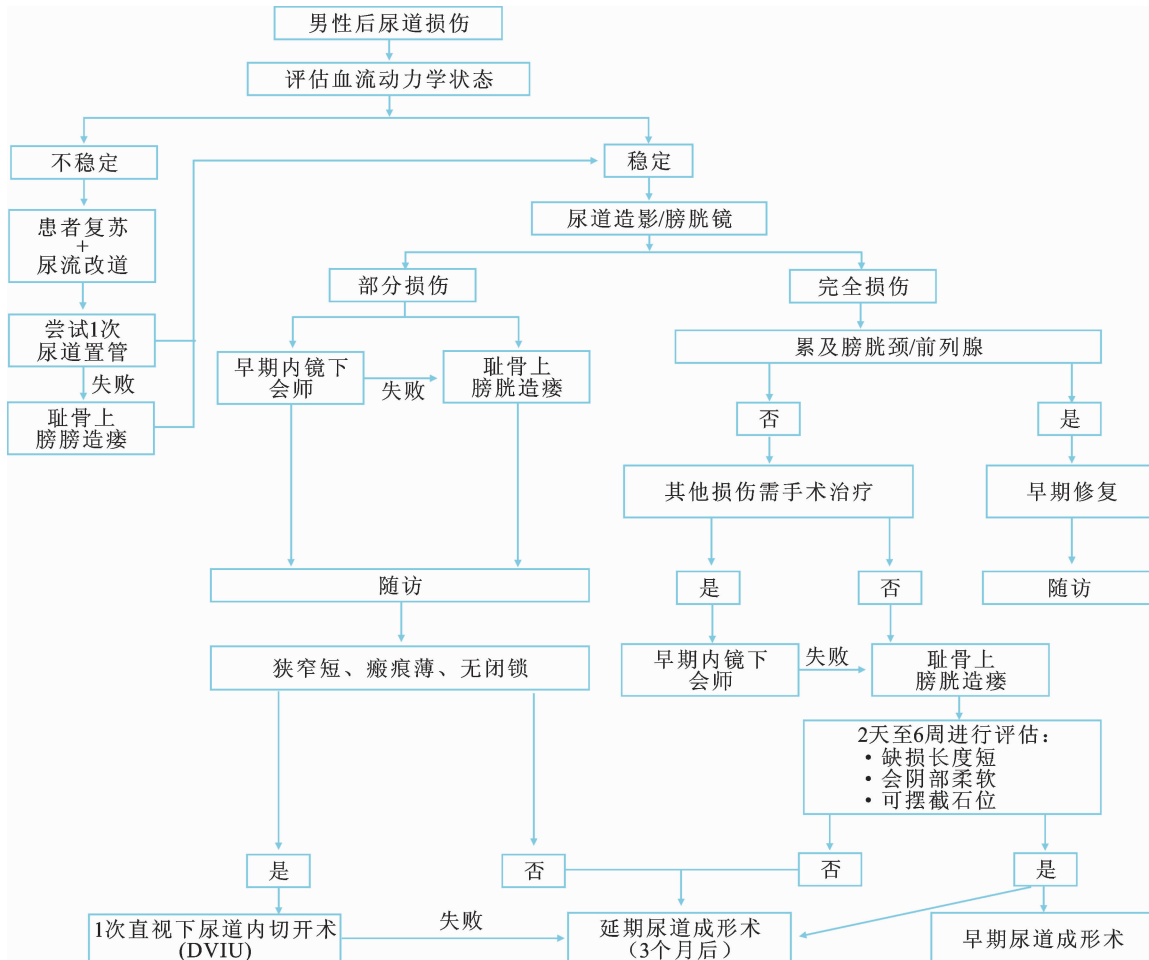 男性后尿道损伤
评估血流动力学状态
不稳定
稳定
患者复苏
+
尿流改道
尿道造影/膀胱镜
部分损伤
完全损伤
尝试1次
尿道置管
失败
耻骨上
膀膀造瘘
早期内镜下
会师
失败
耻骨上
膀胱造瘘
累及膀胱颈/前列腺
否
是
其他损伤需手术治疗
早期修复
随访
是
否
随访
狭窄短、瘢痕薄、无闭锁
早期内镜下
会师
失败
耻骨上
膀胱造瘘
2天至6周进行评估：
• 缺损长度短
• 会阴部柔软
• 可摆截石位
是
否
否
是
1次直视下尿道内切开术
(DVIU)
失败
延期尿道成形术
（3个月后）
早期尿道成形术